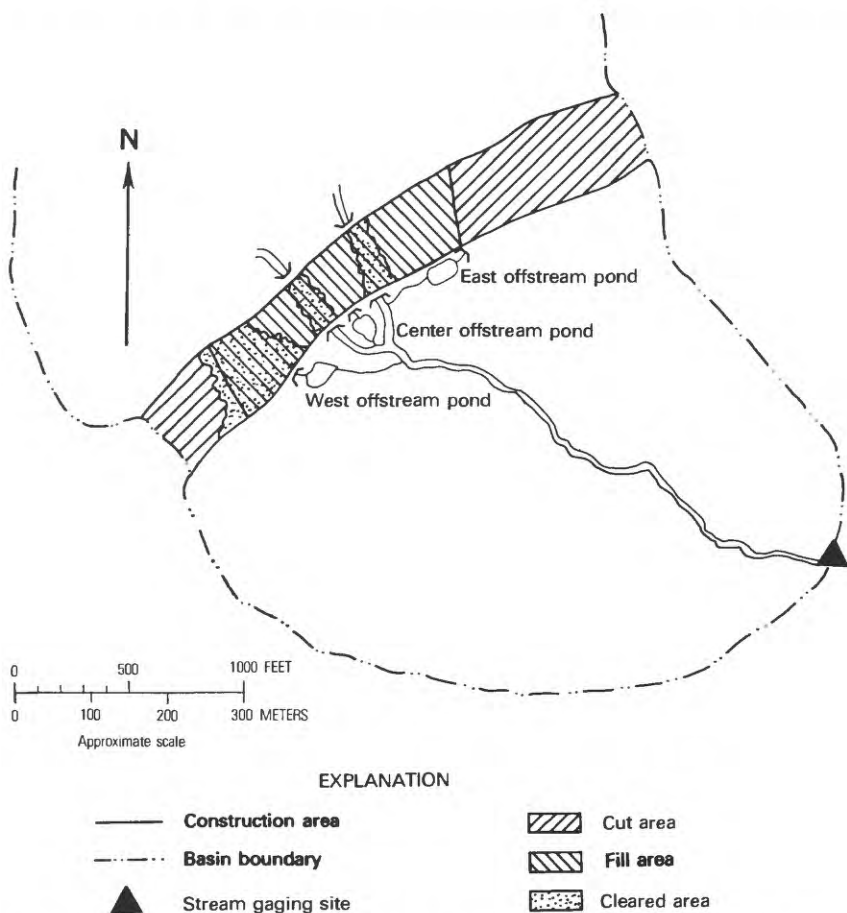 N
East offstream pond
Center offstream pond
West offstream pond
0 500 1000 FEET
0 100 200 300 METERS
Approximate scale
EXPLANATION
Construction area
Cut area
Basin boundary
Fill area
Stream gaging site
Cleared area